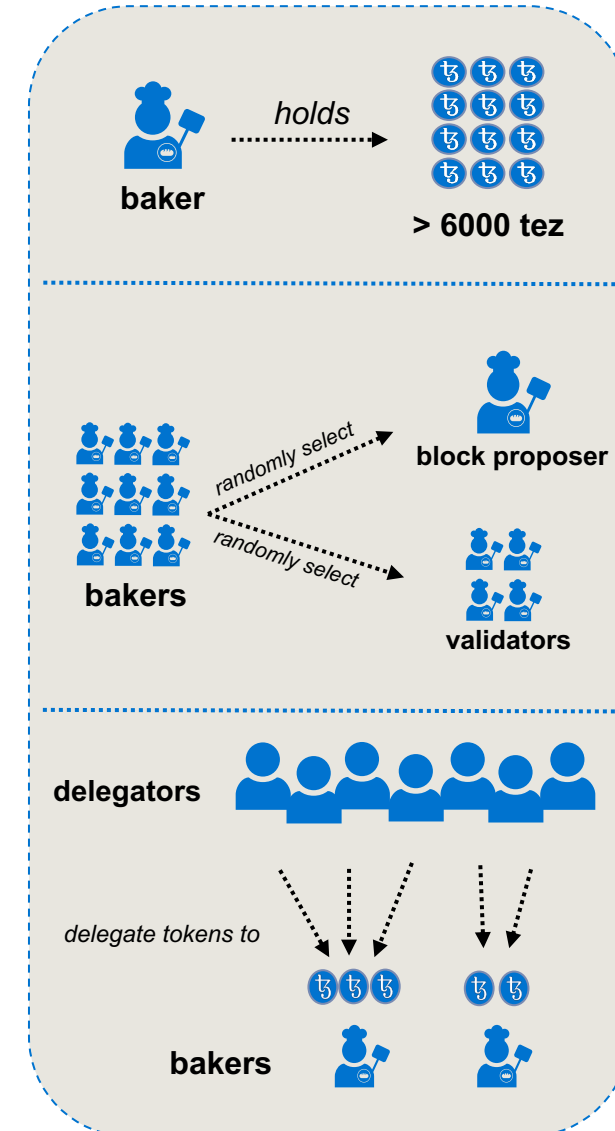 holds
baker
> 6000 tez
randomly select
block proposer
randomly select
bakers
validators
delegators
delegate tokens to
bakers